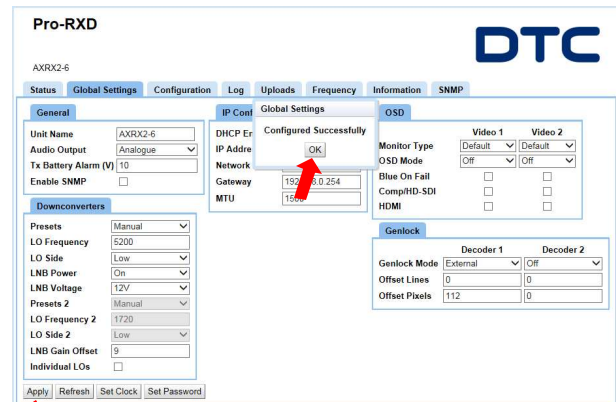 Pro-RXD
DTC
AXRX2-6
Status Global Settings Configuration Log Uploads Frequency Information SNMP
General
Unit Name AXRX2-6
Audio Output Analogue
Tx Battery Alarm (V) 10
Enable SNMP
Downconverters
Presets Manual
LO Frequency 5200
LO Side Low
LNB Power On
LNB Voltage 12V
Presets 2 Manual
LO Frequency 2 1720
LO Side 2 Low
LNB Gain Offset 9
Individual LOs
IP Conf
DHCP En
IP Addre
Network
Gateway
MTU
Global Settings
Configured Successfully
OK
OSD
Video 1 Video 2
Monitor Type Default Default
OSD Mode Off Off
Blue On Fail
Comp/HD-SDI
HDMI
Genlock
Decoder 1 Decoder 2
Genlock Mode External Off
Offset Lines 0 0
Offset Pixels 112 0
Apply Refresh Set Clock Set Password